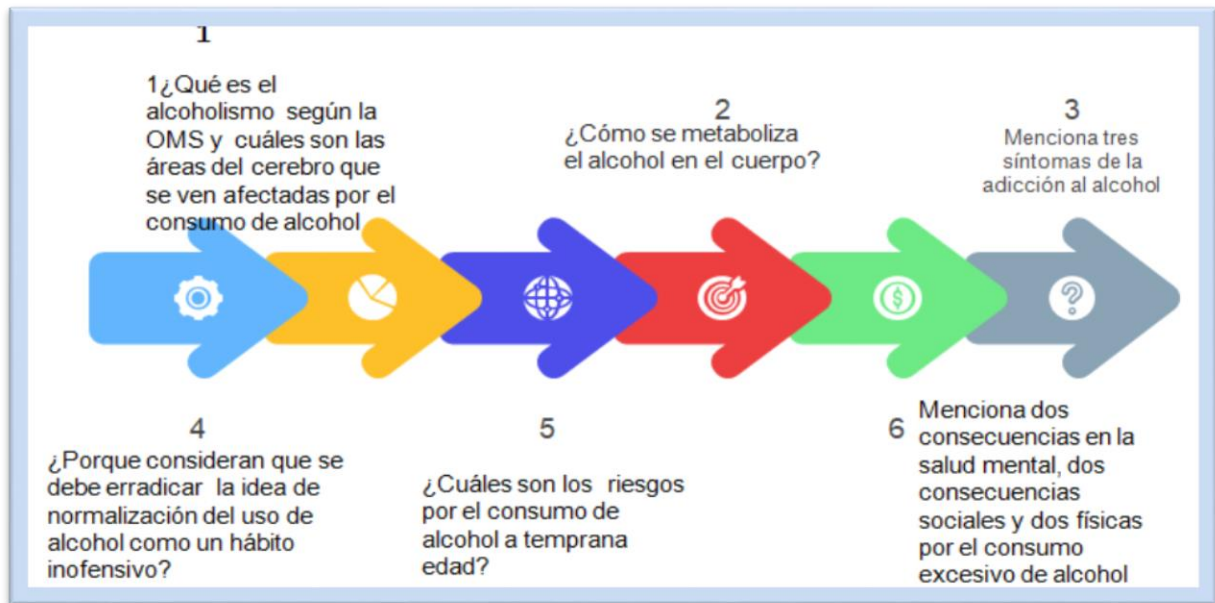 1
1¿Qué es el
alcoholismo según la
OMS y cuáles son las
áreas del cerebro que
se ven afectadas por el
consumo de alcohol
2
¿Cómo se metaboliza
el alcohol en el cuerpo?
3
Menciona tres
síntomas de la
adicción al alcohol
$
?
4
¿Porque consideran que se
debe erradicar la idea de
normalización del uso de
alcohol como un hábito
inofensivo?
5
¿Cuáles son los riesgos
por el consumo de
alcohol a temprana
edad?
6
Menciona dos
consecuencias en la
salud mental, dos
consecuencias
sociales y dos físicas
por el consumo
excesivo de alcohol